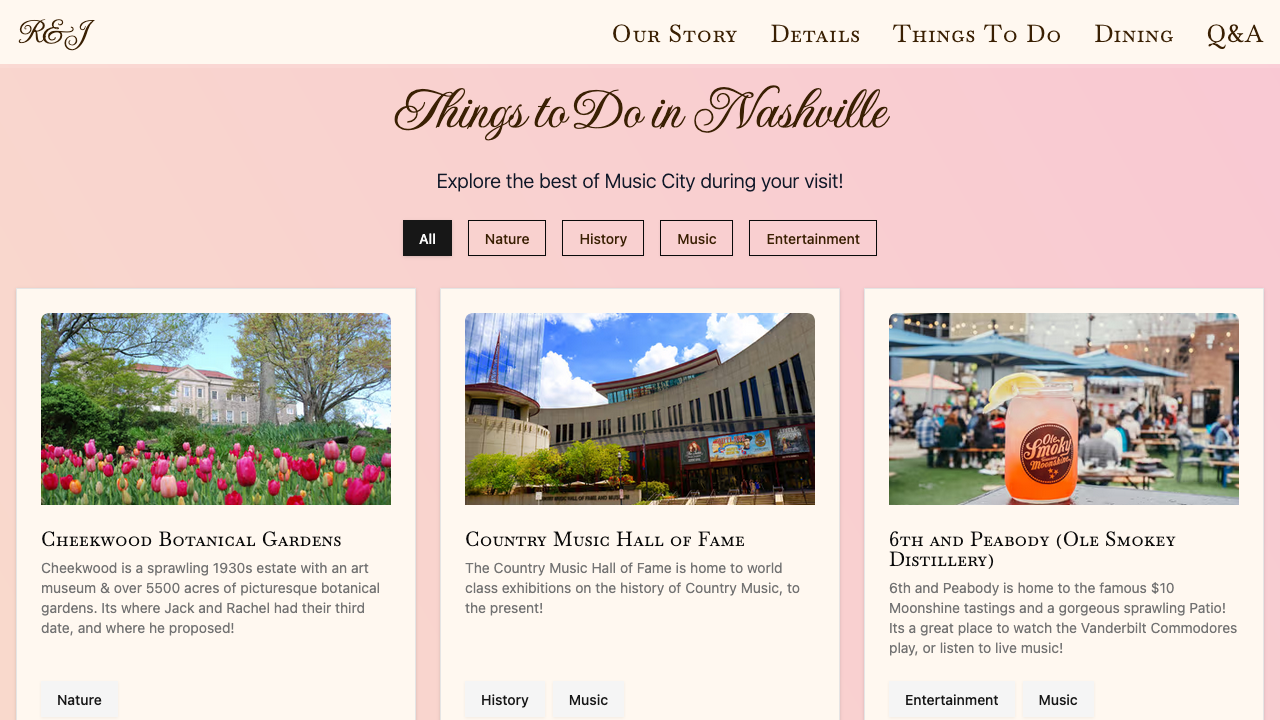 R&J
Our Story Details Things To Do Dining Q&A
Things to Do in Nashville
Explore the best of Music City during your visit!
All Nature History Music Entertainment
Ole
Smoky
Moonshine
Cheekwood Botanical Gardens
Cheekwood is a sprawling 1930s estate with an art
museum & over 5500 acres of picturesque botanical
gardens. Its where Jack and Rachel had their third
date, and where he proposed!
Nature
Country Music Hall of Fame
The Country Music Hall of Fame is home to world
class exhibitions on the history of Country Music, to
the present!
History Music
6th and Peabody (Ole Smokey
Distillery)
6th and Peabody is home to the famous $10
Moonshine tastings and a gorgeous sprawling Patio!
Its a great place to watch the Vanderbilt Commodores
play, or listen to live music!
Entertainment Music